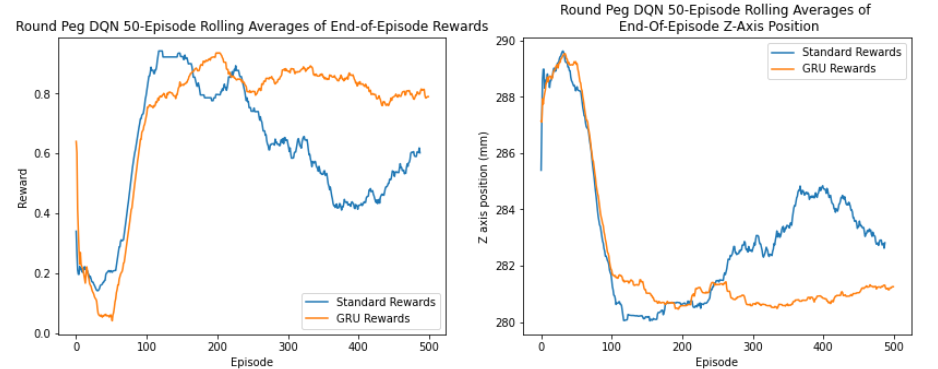 Round Peg DQN 50-Episode Rolling Averages of End-of-Episode Rewards
0.8
0.6
0.4
0.2
0.0
Reward
0 100 200 300 400 500
Episode
Standard Rewards
GRU Rewards
Round Peg DQN 50-Episode Rolling Averages of
End-Of-Episode Z-Axis Position
290
288
286
284
282
280
Z axis position (mm)
0 100 200 300 400 500
Episode
Standard Rewards
GRU Rewards